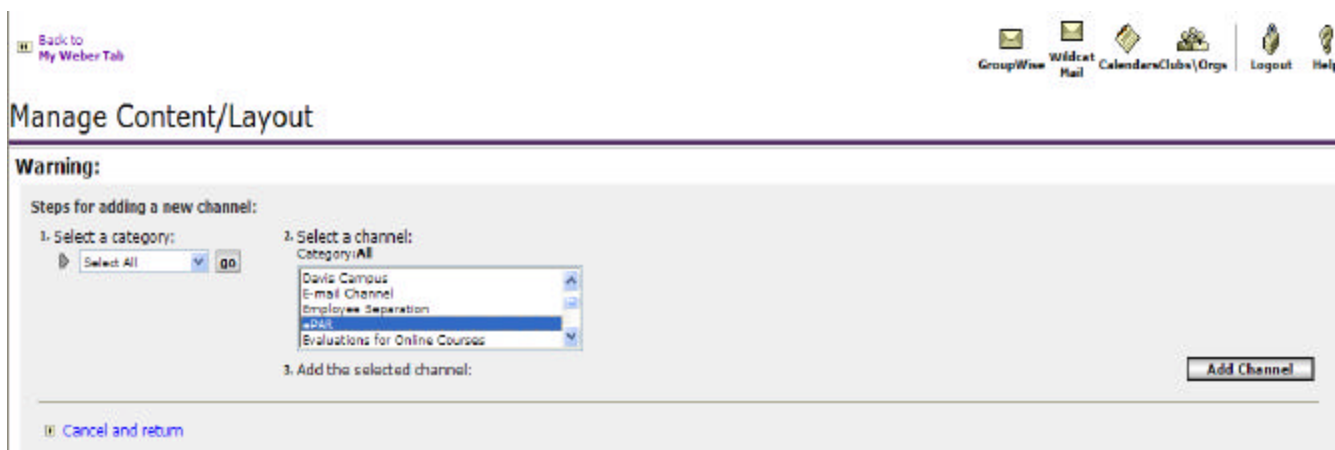 Back to
My Weber Tab
GroupWise Wildcat Mail Calendars Clubs\Orgs Logout Help
Manage Content/Layout
Warning:
Steps for adding a new channel:
1. Select a category:
Select All go
2. Select a channel:
Category:All
Davis Campus
E-mail Channel
Employee Separation
ePAR
Evaluations for Online Courses
3. Add the selected channel:
Add Channel
Cancel and return